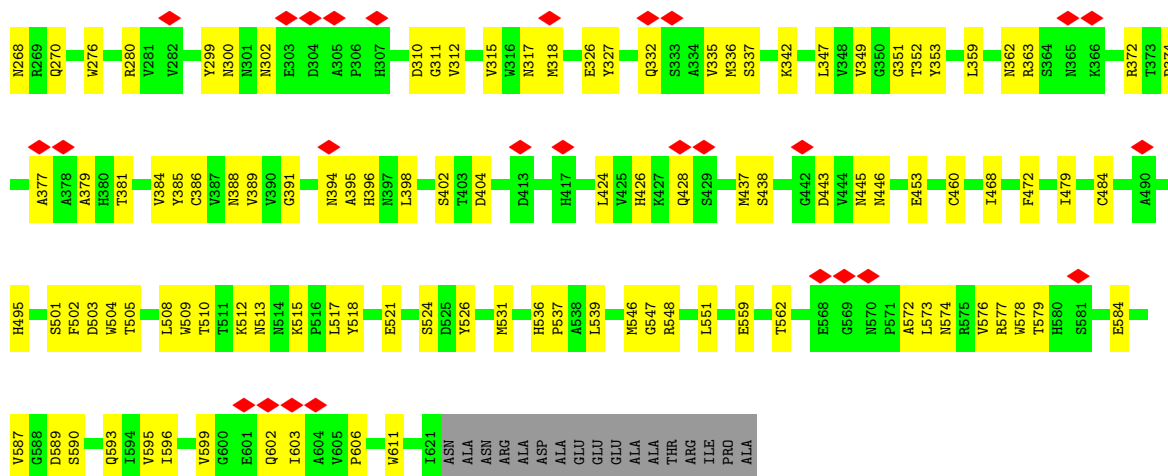 N268 R269 Q270 W276 R280 V281 V282 Y299 N300 N301 N302 E303 D304 A305 P306 H307 D310 G311 V312 V315 W316 N317 M318 E326 Y327 Q332 S333 A334 V335 M336 S337 K342 L347 V348 V349 G350 G351 T352 Y353 L359 N362 R363 S364 N365 K366 R372 T373
A377 A378 A379 H380 T381 V384 Y385 C386 V387 N388 V389 V390 G391 N394 A395 H396 N397 L398 S402 T403 D404 D413 H417 L424 V425 H426 K427 Q428 S429 M437 S438 G442 D443 V444 N445 N446 E453 C460 I468 F472 I479 C484 A490
H495 S501 F502 D503 W504 T505 L508 W509 T510 T511 K512 N513 N514 K515 P516 L517 Y518 E521 S524 D525 Y526 M531 H536 P537 A538 L539 M546 G547 R548 L551 E559 T562 E568 G569 N570 P571 A572 L573 N574 R575 V576 R577 W578 T579 H580 S581 E584
V587 G588 D589 S590 Q593 I594 V595 I596 V599 G600 E601 Q602 I603 A604 V605 P606 W611 I621 ASN ALA ASN ARG ALA ASP ALA GLU GLU GLU ALA ALA THR ARG ILE PRO ALA